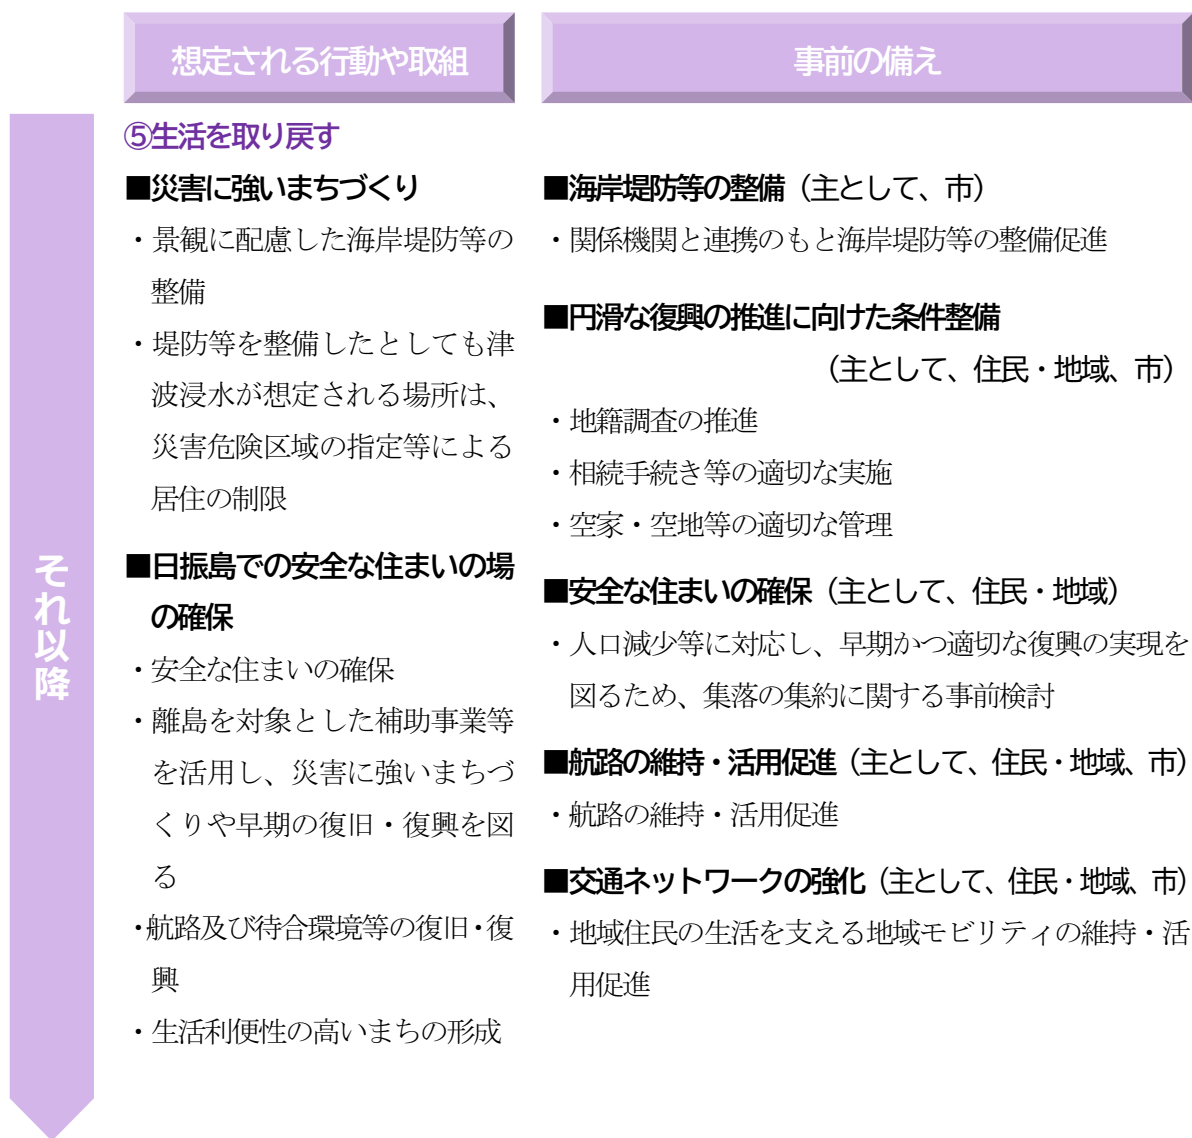 想定される行動や取組
事前の備え
それ以降
⑤生活を取り戻す
■災害に強いまちづくり
・景観に配慮した海岸堤防等の
整備
・堤防等を整備したとしても津
波浸水が想定される場所は、
災害危険区域の指定等による
居住の制限
■日振島での安全な住まいの場
の確保
・安全な住まいの確保
・離島を対象とした補助事業等
を活用し、災害に強いまちづ
くりや早期の復旧・復興を図
る
・航路及び待合環境等の復旧・復
興
・生活利便性の高いまちの形成
■海岸堤防等の整備（主として、市）
・関係機関と連携のもと海岸堤防等の整備促進
■円滑な復興の推進に向けた条件整備
（主として、住民・地域、市）
・地籍調査の推進
・相続手続き等の適切な実施
・空家・空地等の適切な管理
■安全な住まいの確保（主として、住民・地域）
・人口減少等に対応し、早期かつ適切な復興の実現を
図るため、集落の集約に関する事前検討
■航路の維持・活用促進（主として、住民・地域、市）
・航路の維持・活用促進
■交通ネットワークの強化（主として、住民・地域、市）
・地域住民の生活を支える地域モビリティの維持・活
用促進